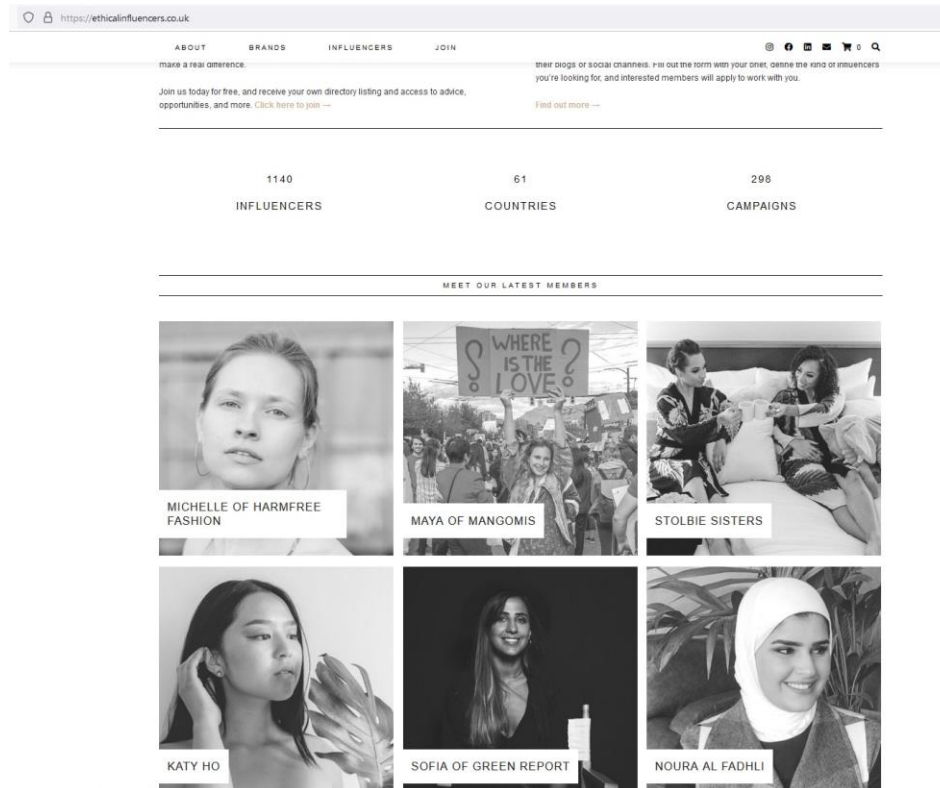 https://ethicalinfluencers.co.uk
ABOUT BRANDS INFLUENCERS JOIN 0
make a real difference.
Join us today for free, and receive your own directory listing and access to advice,
opportunities, and more. Click here to join →
their blogs or social channels. Fill out the form with your brief, define the kind of influencers
you're looking for, and interested members will apply to work with you.
Find out more →
1140 61 298
INFLUENCERS COUNTRIES CAMPAIGNS
MEET OUR LATEST MEMBERS
WHERE
IS THE
LOVE
MICHELLE OF HARMFREE
FASHION
MAYA OF MANGOMIS
STOLBIE SISTERS
KATY HO
SOFIA OF GREEN REPORT
NOURA AL FADHLI